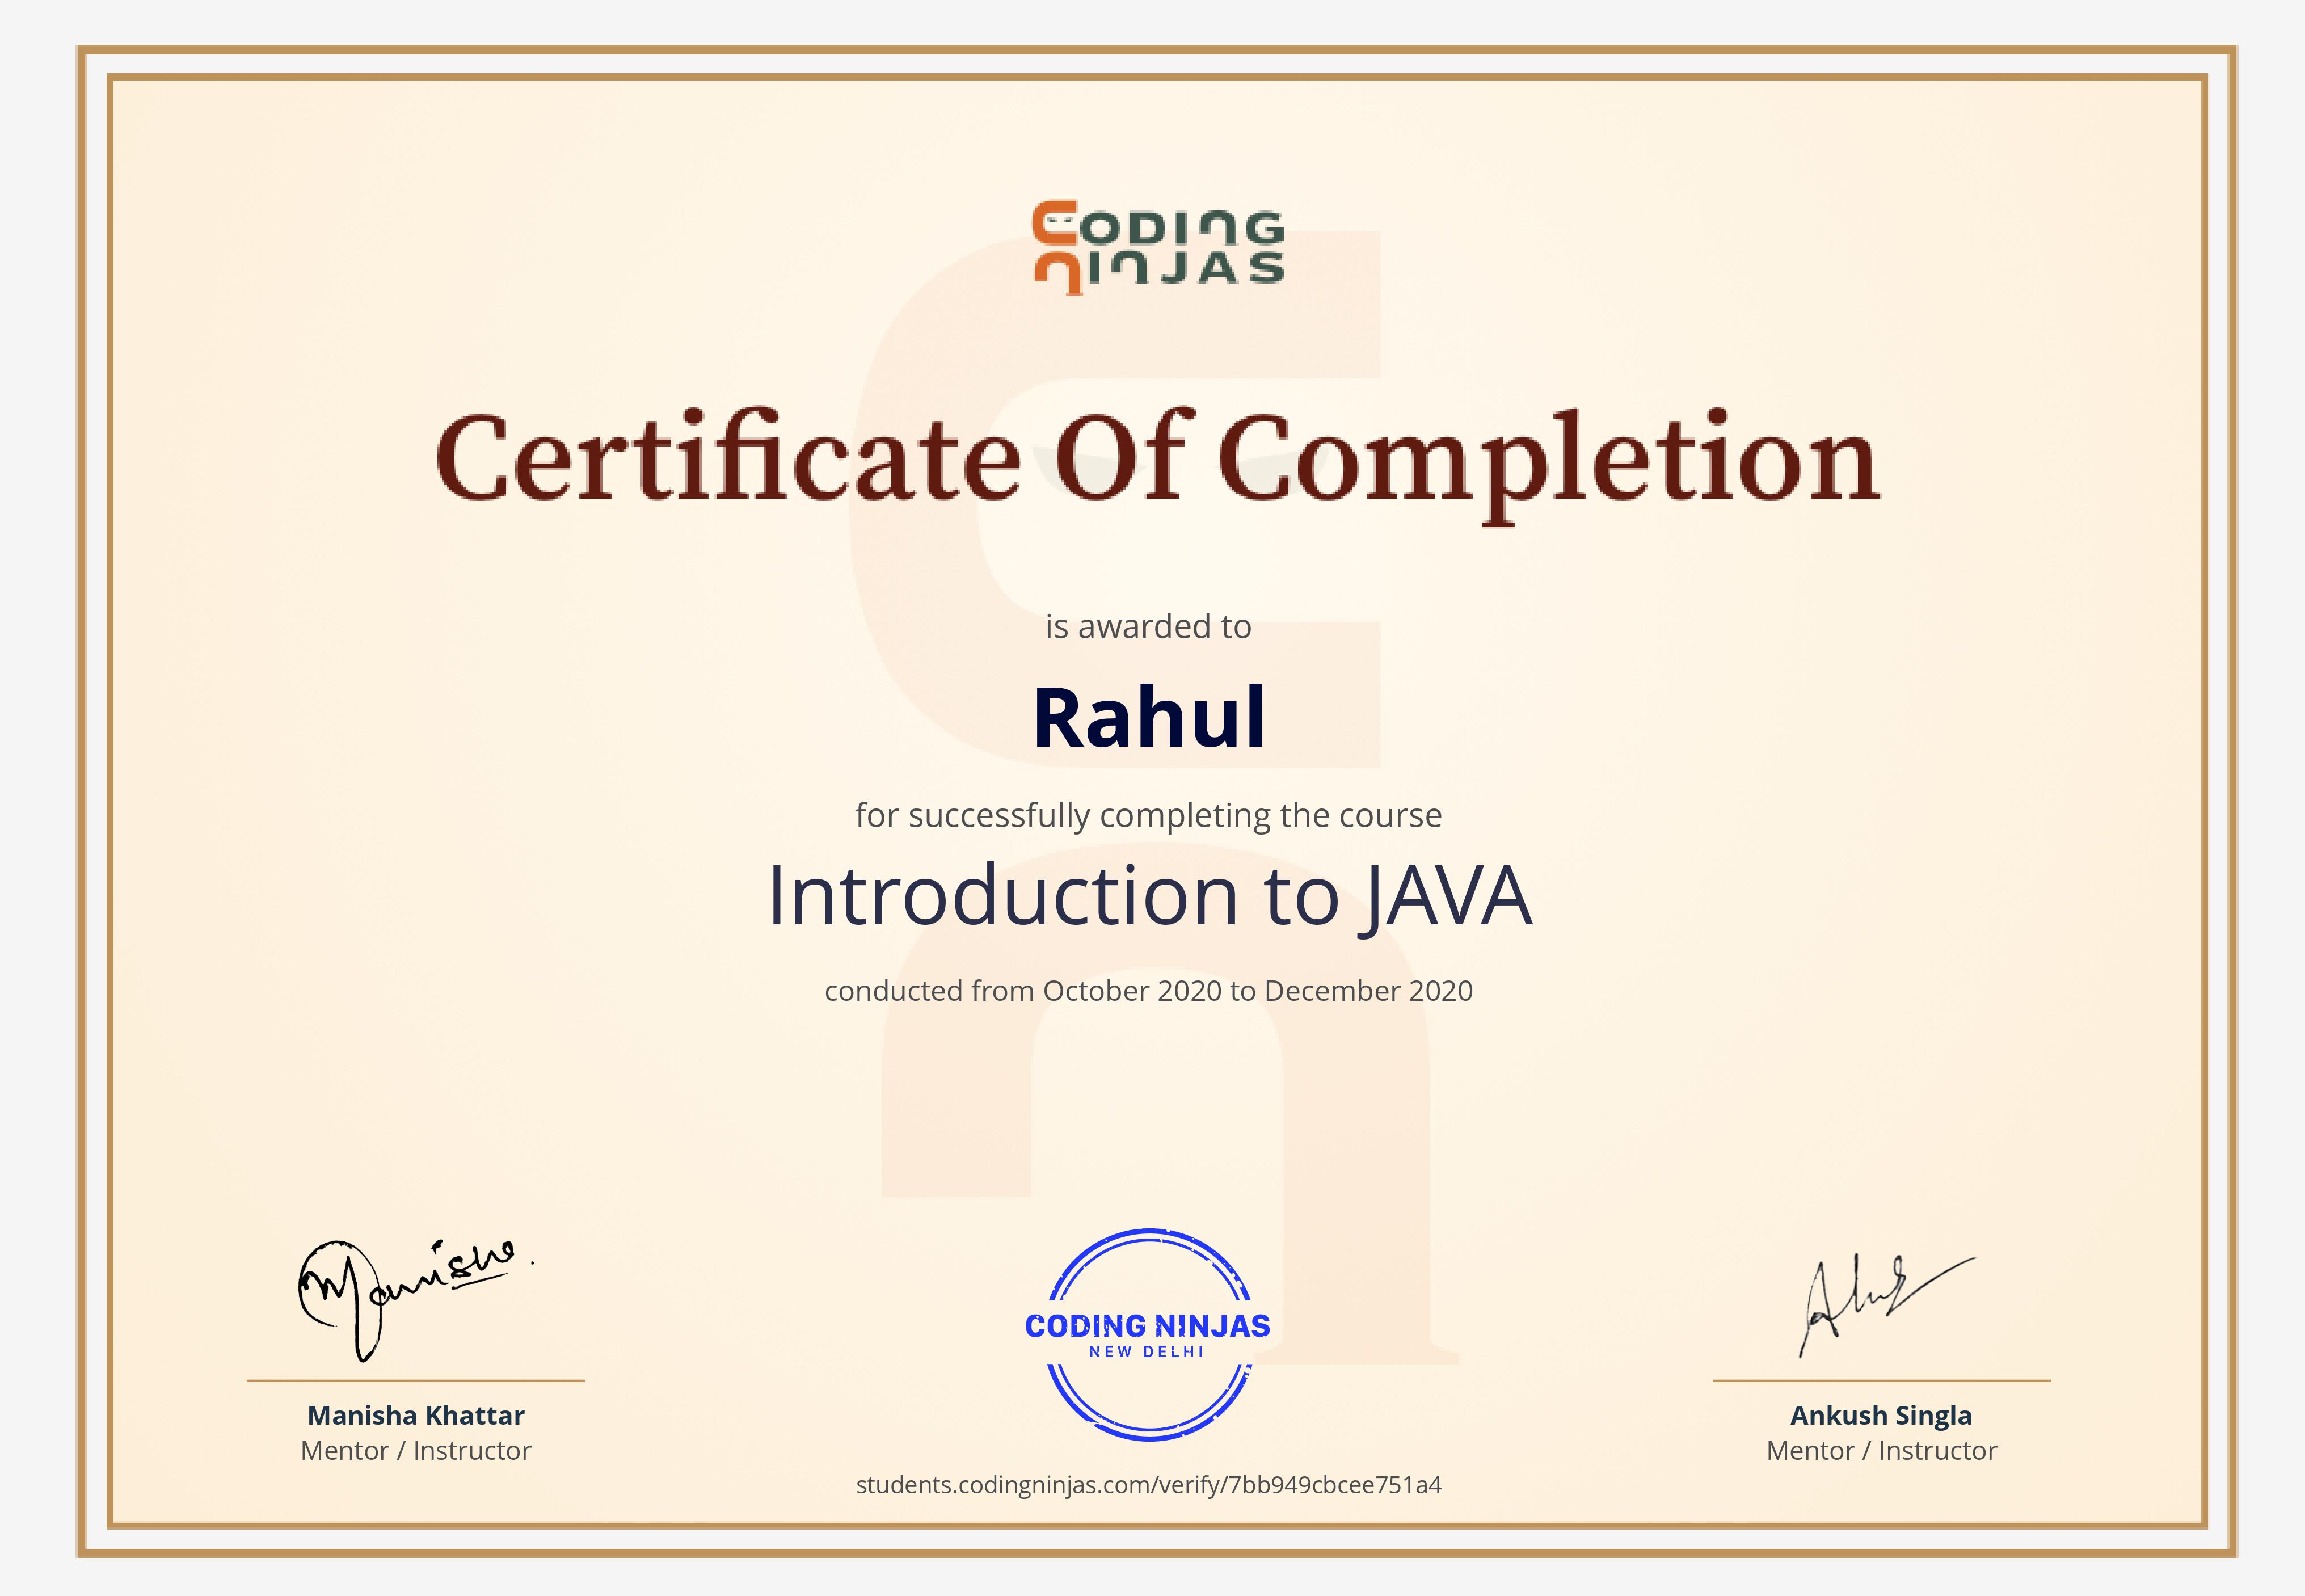 CODING
NINJAS
Certificate Of Completion
is awarded to
Rahul
for successfully completing the course
Introduction to JAVA
conducted from October 2020 to December 2020
Manisha.
CODING NINJAS
NEW DELHI
Manisha Khattar
Mentor / Instructor
Ankush Singla
Mentor / Instructor
students.codingninjas.com/verify/7bb949cbcee751a4